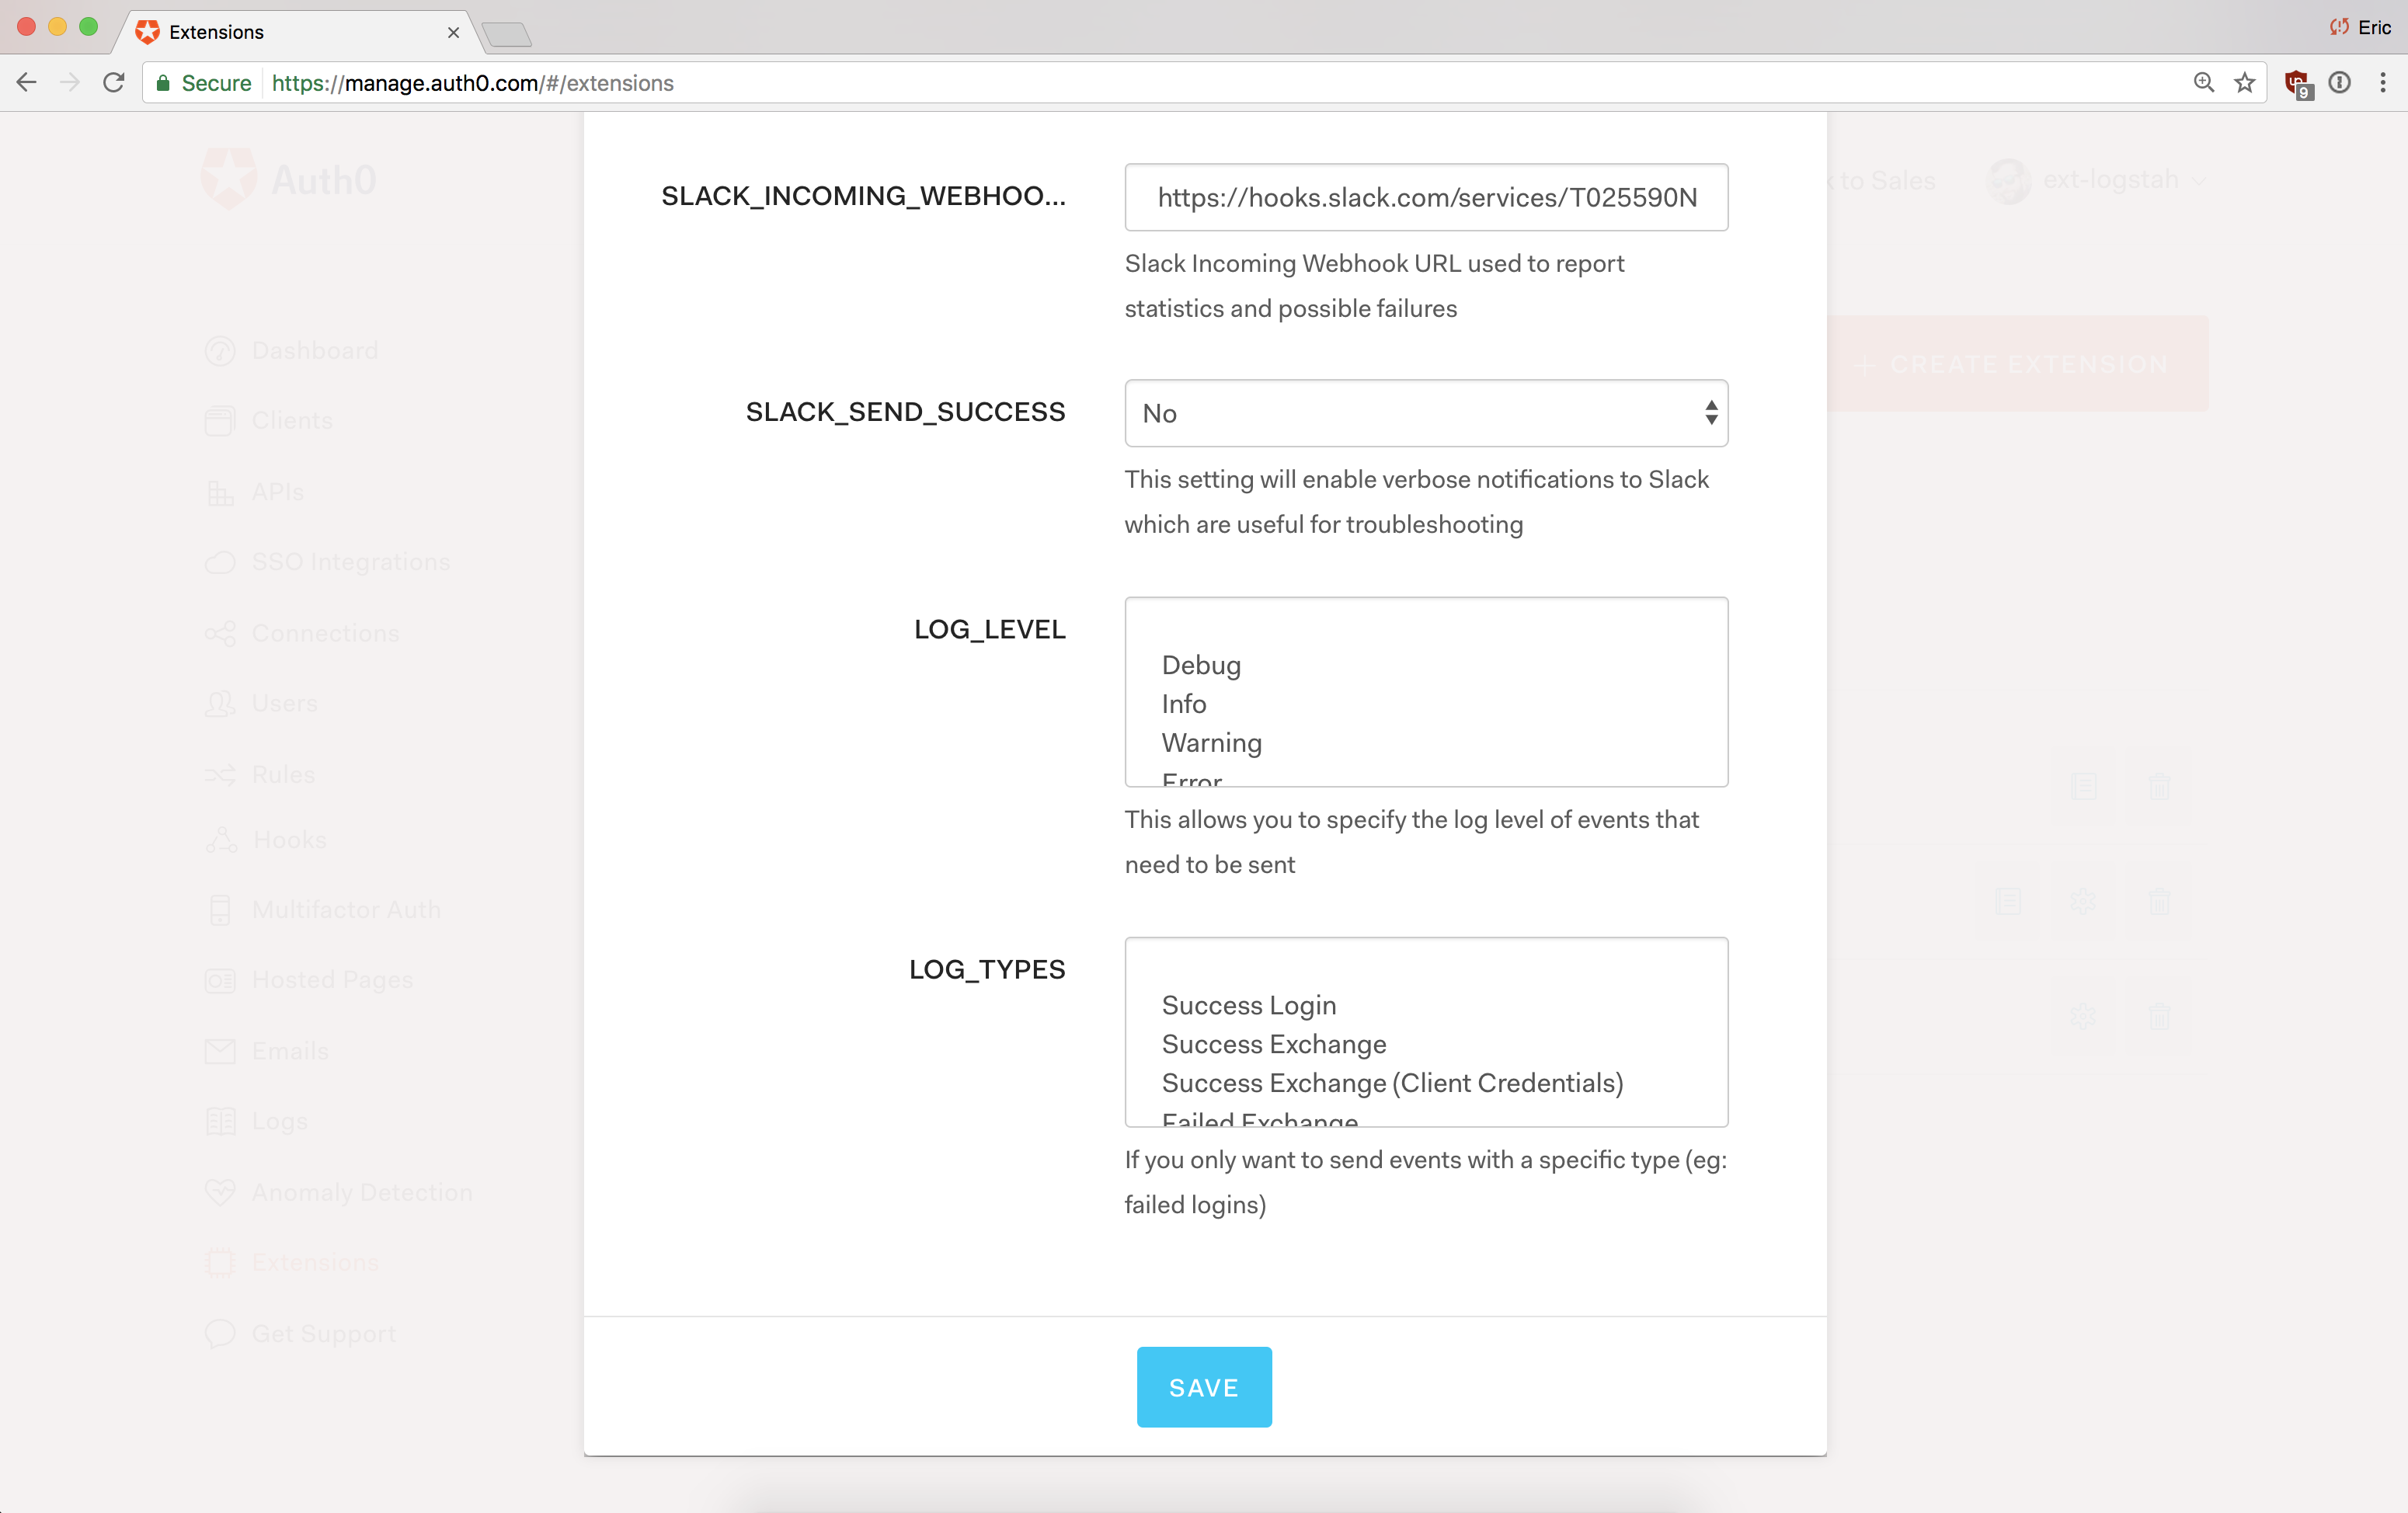 Extensions
Eric
Secure https://manage.auth0.com/#/extensions
9
Auth0
to Sales
ext-logstah
SLACK_INCOMING_WEBHOO...
https://hooks.slack.com/services/T025590N
Slack Incoming Webhook URL used to report
statistics and possible failures
+ CREATE EXTENSION
SLACK_SEND_SUCCESS
No
This setting will enable verbose notifications to Slack
which are useful for troubleshooting
LOG_LEVEL
Debug
Info
Warning
Error
This allows you to specify the log level of events that
need to be sent
LOG_TYPES
Success Login
Success Exchange
Success Exchange (Client Credentials)
Failed Exchange
If you only want to send events with a specific type (eg:
failed logins)
SAVE
Dashboard
Clients
APIs
SSO Integrations
Connections
Users
Rules
Hooks
Multifactor Auth
Hosted Pages
Emails
Logs
Anomaly Detection
Extensions
Get Support